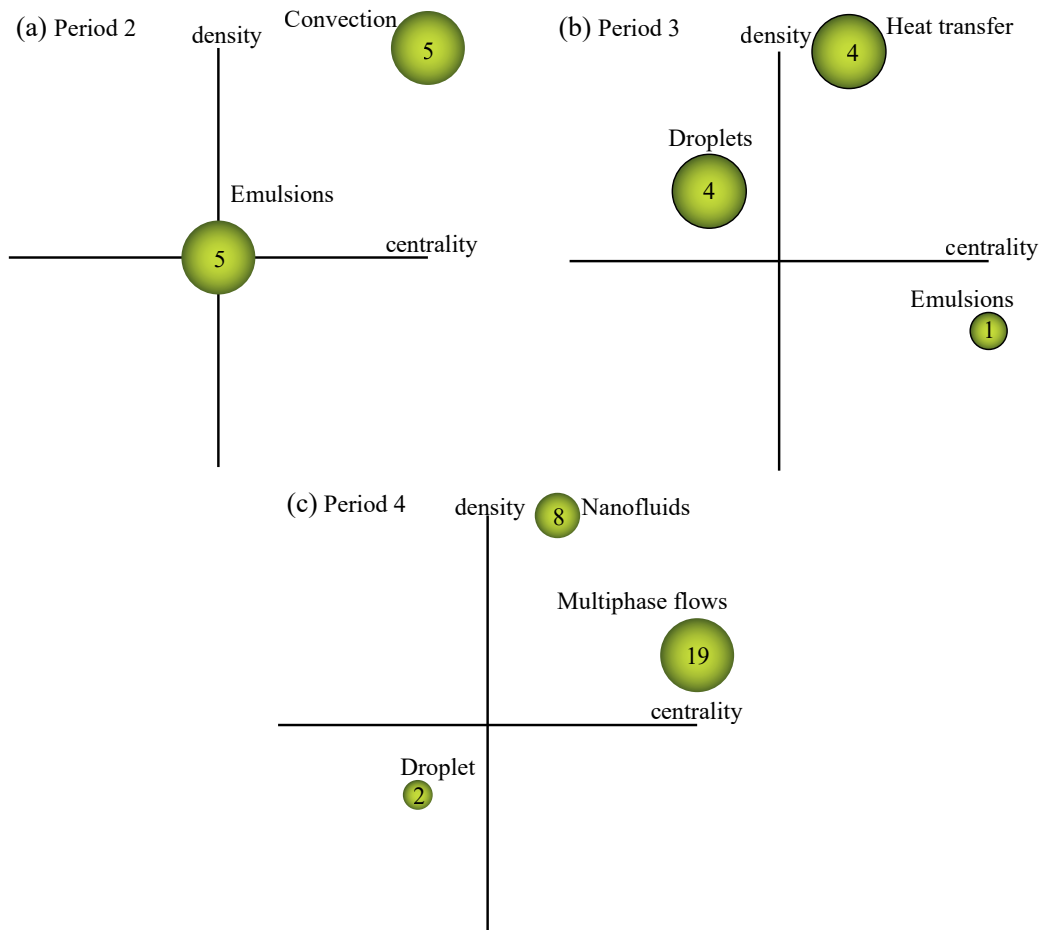 (a) Period 2
density
Convection
5
Emulsions
5
centrality
(b) Period 3
density
Heat transfer
4
Droplets
4
centrality
Emulsions
1
(c) Period 4
density
Nanofluids
8
Multiphase flows
19
centrality
Droplet
2